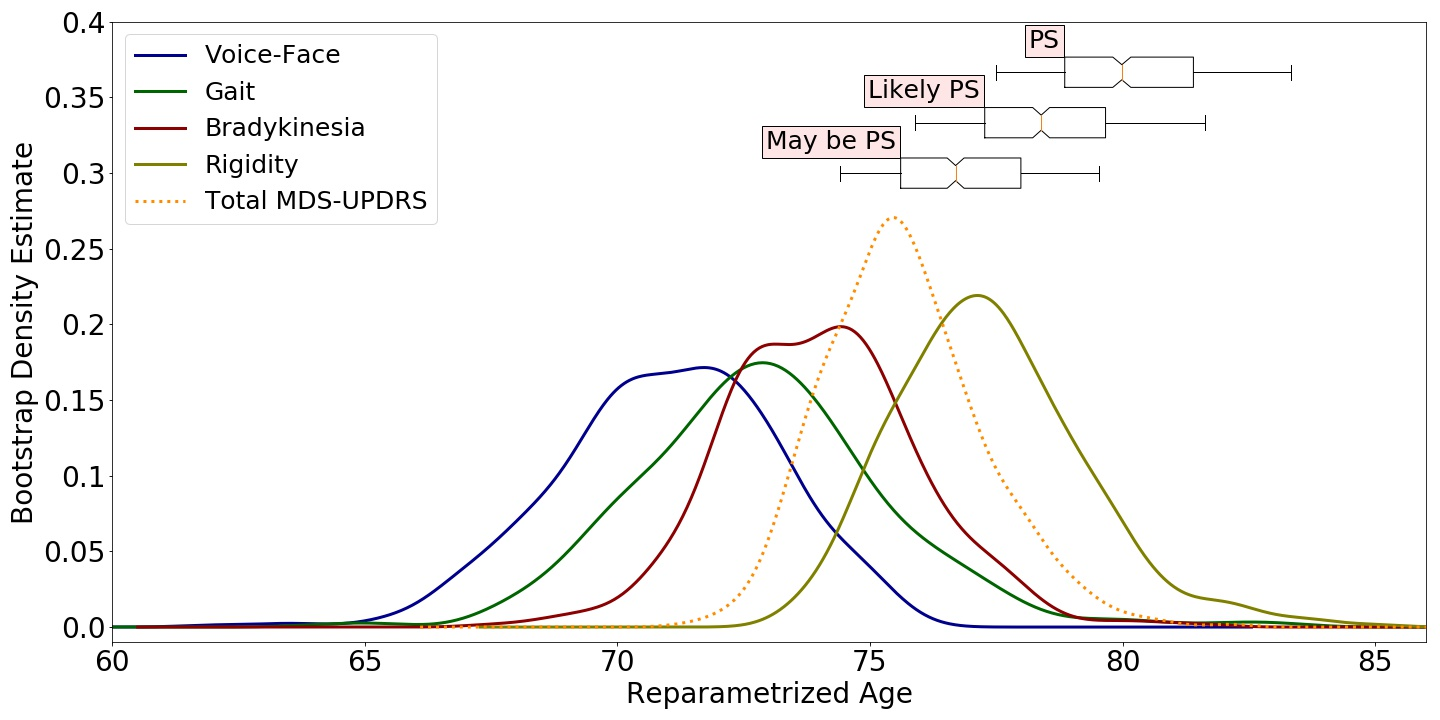 0.4
0.35
0.3
0.25
0.2
0.15
0.1
0.05
0.0
Bootstrap Density Estimate
Voice-Face
Gait
Bradykinesia
Rigidity
Total MDS-UPDRS
PS
Likely PS
May be PS
60
65
70
75
80
85
Reparametrized Age